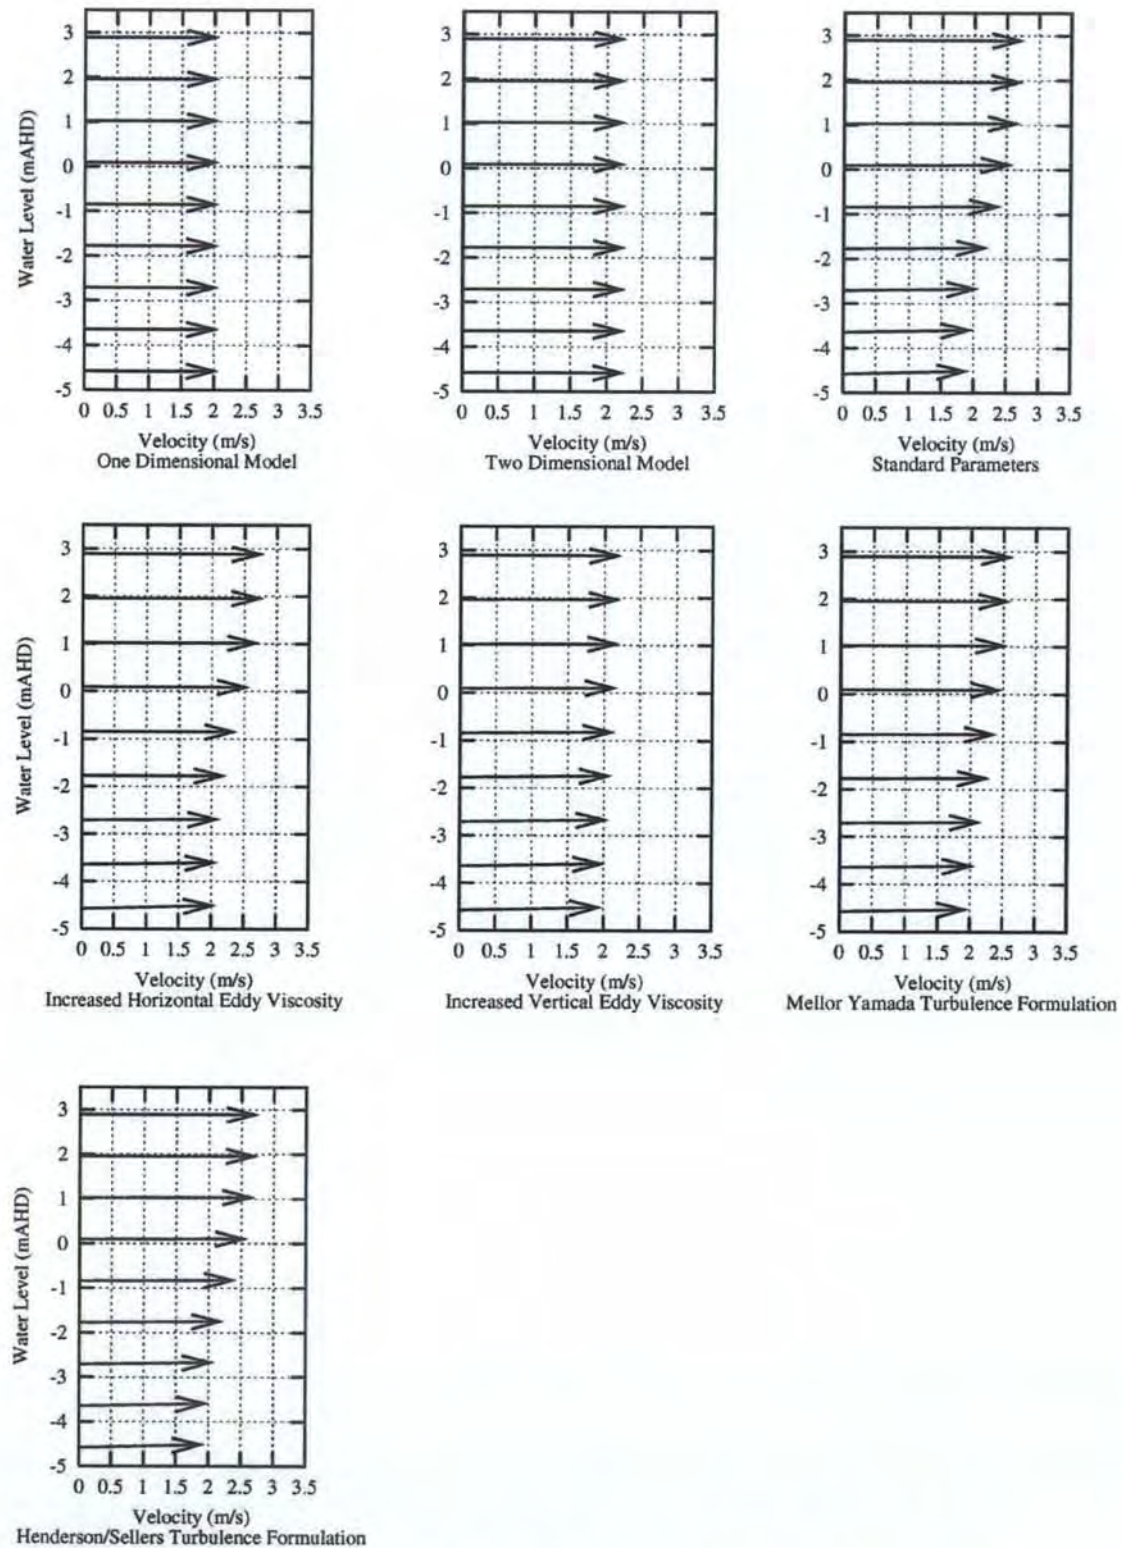 3
2
1
0
-1
-2
-3
-4
-5
Water Level (mAHD)
0 0.5 1 1.5 2 2.5 3 3.5
Velocity (m/s)
One Dimensional Model
3
2
1
0
-1
-2
-3
-4
-5
0 0.5 1 1.5 2 2.5 3 3.5
Velocity (m/s)
Two Dimensional Model
3
2
1
0
-1
-2
-3
-4
-5
0 0.5 1 1.5 2 2.5 3 3.5
Velocity (m/s)
Standard Parameters
3
2
1
0
-1
-2
-3
-4
-5
Water Level (mAHD)
0 0.5 1 1.5 2 2.5 3 3.5
Velocity (m/s)
Increased Horizontal Eddy Viscosity
3
2
1
0
-1
-2
-3
-4
-5
0 0.5 1 1.5 2 2.5 3 3.5
Velocity (m/s)
Increased Vertical Eddy Viscosity
3
2
1
0
-1
-2
-3
-4
-5
0 0.5 1 1.5 2 2.5 3 3.5
Velocity (m/s)
Mellor Yamada Turbulence Formulation
3
2
1
0
-1
-2
-3
-4
-5
Water Level (mAHD)
0 0.5 1 1.5 2 2.5 3 3.5
Velocity (m/s)
Henderson/Sellers Turbulence Formulation